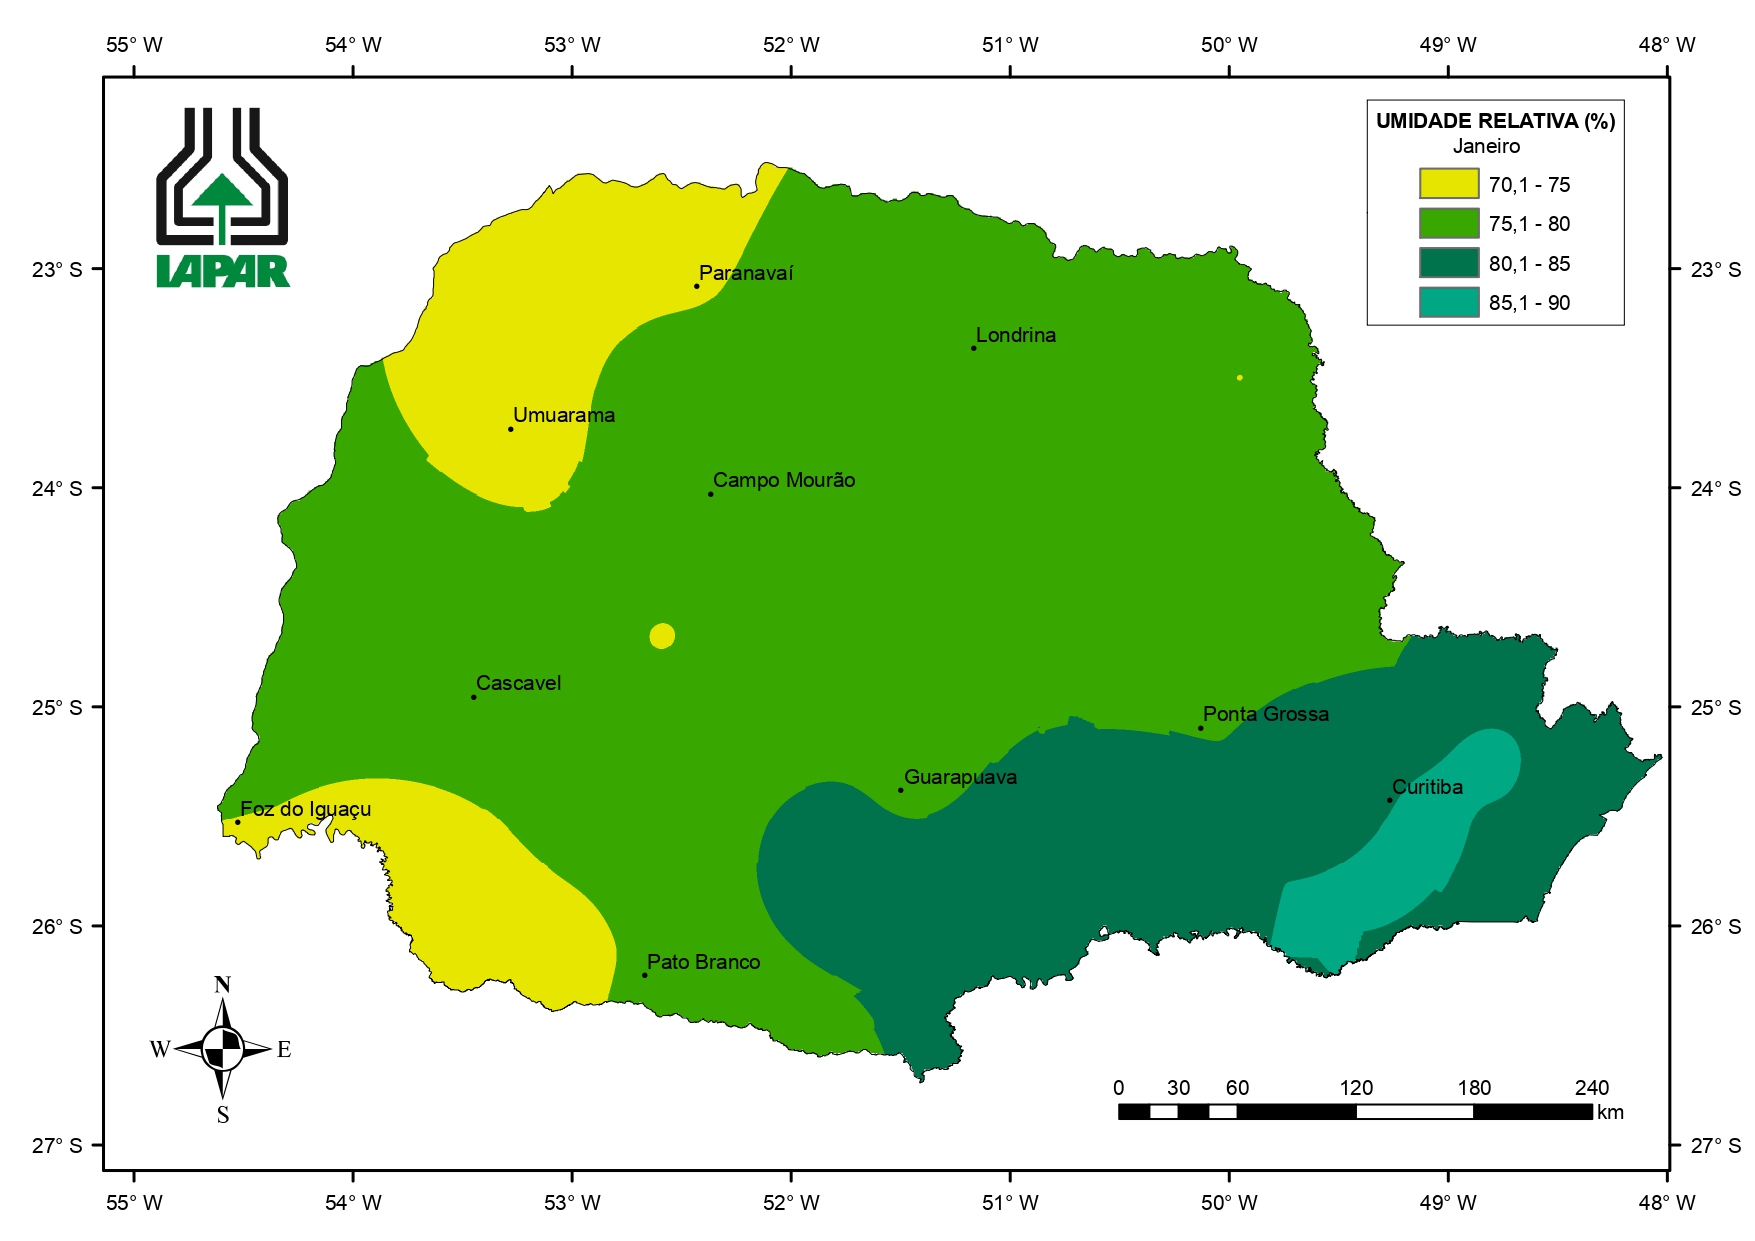 55° W 54° W 53° W 52° W 51° W 50° W 49° W 48° W
UMIDADE RELATIVA (%)
Janeiro
70,1 - 75
75,1 - 80
80,1 - 85
85,1 - 90
IAPAR
23° S 23° S
Paranavaí
Londrina
Umuarama
Campo Mourão
24° S 24° S
Cascavel
25° S 25° S
Ponta Grossa
Guarapuava
Curitiba
Foz do Iguaçu
26° S 26° S
Pato Branco
N
W E
S
0 30 60 120 180 240
km
27° S 27° S
55° W 54° W 53° W 52° W 51° W 50° W 49° W 48° W